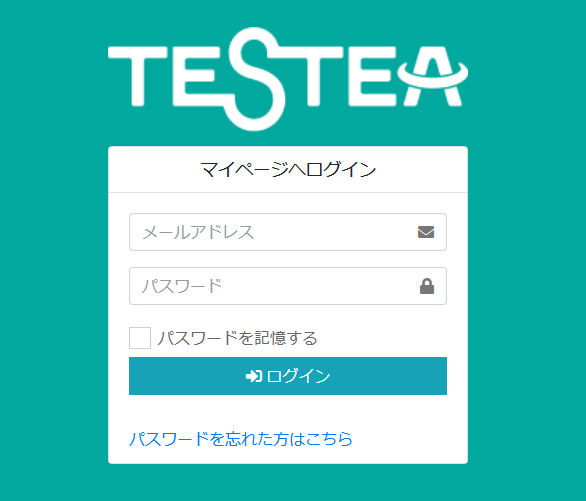 TESTEA
マイページへログイン
メールアドレス
パスワード
パスワードを記憶する
ログイン
パスワードを忘れた方はこちら